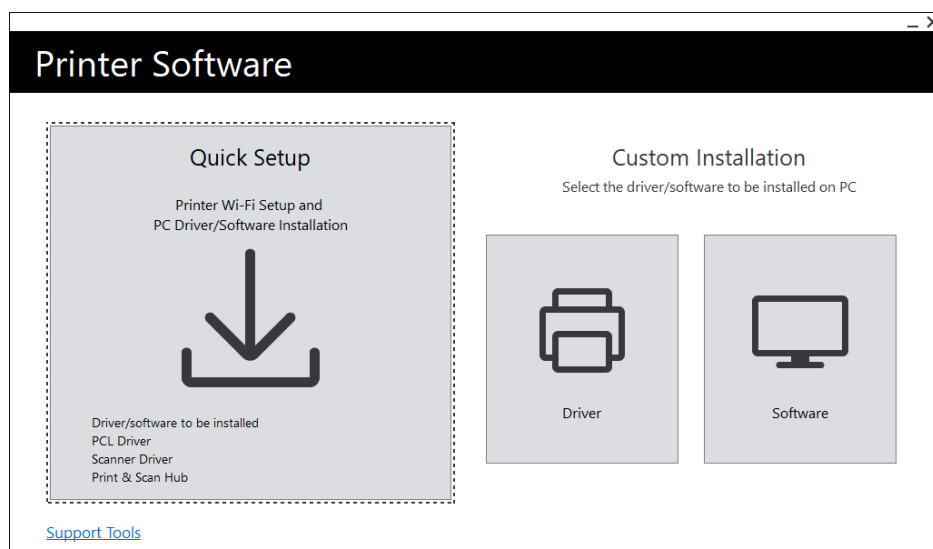 Printer Software
Quick Setup
Printer Wi-Fi Setup and
PC Driver/Software Installation
Driver/software to be installed
PCL Driver
Scanner Driver
Print & Scan Hub
Custom Installation
Select the driver/software to be installed on PC
Driver
Software
Support Tools